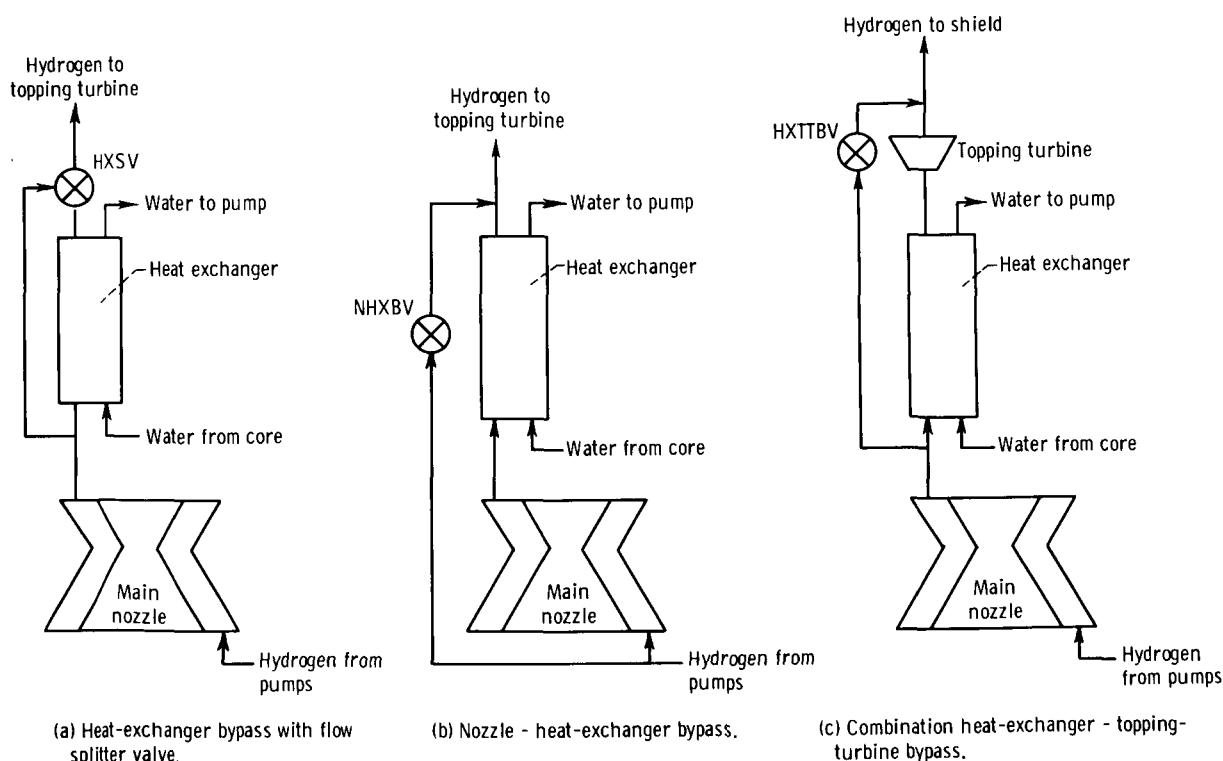 Hydrogen to
topping turbine
HXSV
Water to pump
Heat exchanger
Water from core
Main
nozzle
Hydrogen from
pumps
(a) Heat-exchanger bypass with flow
splitter valve.
Hydrogen to
topping turbine
Water to pump
Heat exchanger
NHXBV
Water from core
Main
nozzle
Hydrogen from
pumps
(b) Nozzle - heat-exchanger bypass.
Hydrogen to shield
HXTTBV
Topping turbine
Water to pump
Heat exchanger
Water from core
Main
nozzle
Hydrogen
from pumps
(c) Combination heat-exchanger - topping-
turbine bypass.